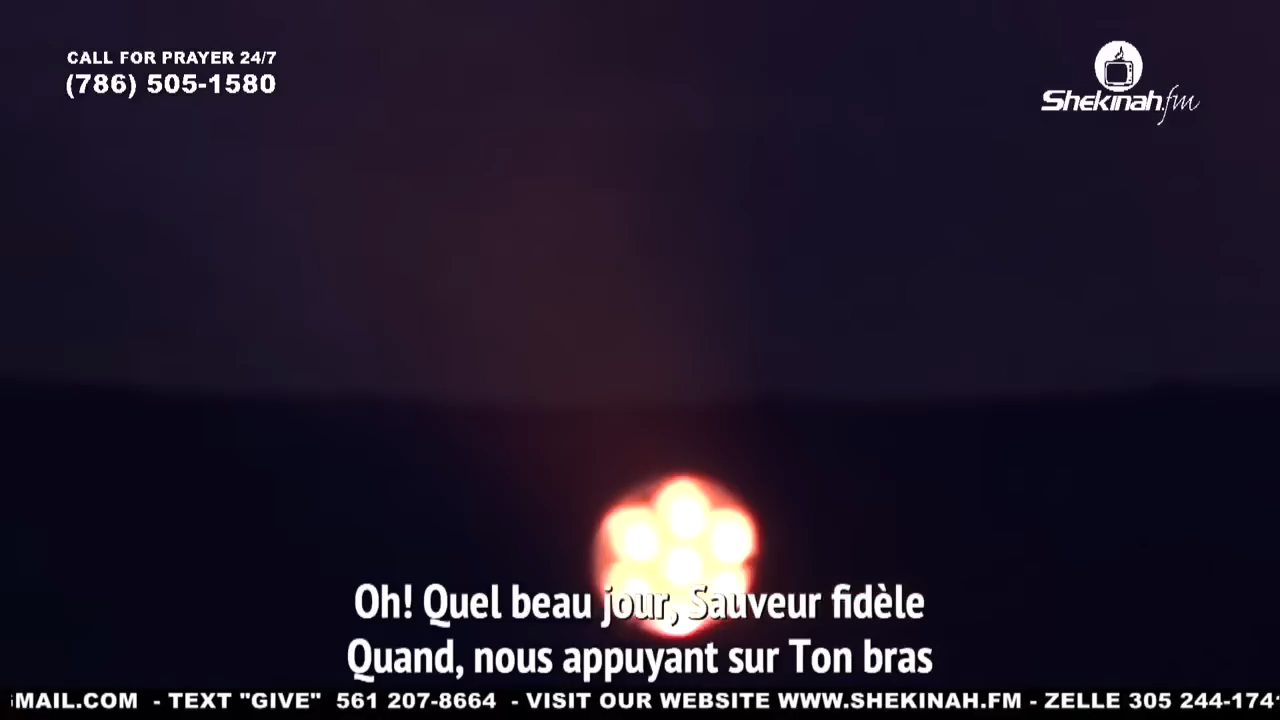 CALL FOR PRAYER 24/7
(786) 505-1580
Shekinah.fm
Oh! Quel beau jour, Sauveur fidèle
Quand, nous appuyant sur Ton bras
MAIL.COM - TEXT "GIVE" 561 207-8664 - VISIT OUR WEBSITE WWW.SHEKINAH.FM - ZELLE 305 244-174